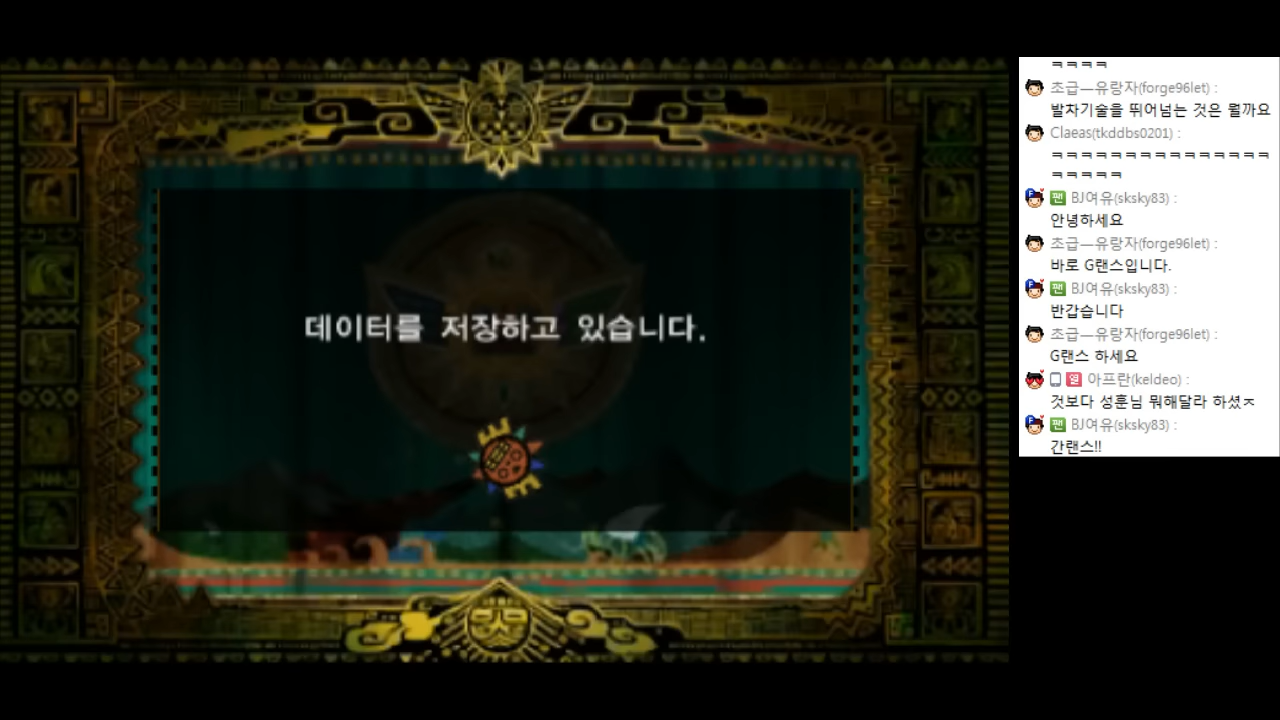 데이터를 저장하고 있습니다.
ㅋㅋㅋㅋ
초급—유랑자(forge96let) :
발차기술을 뛰어넘는 것은 뭘까요
Claeas(tkddbs0201) :
ㅋㅋㅋㅋㅋㅋㅋㅋㅋㅋㅋㅋㅋㅋㅋ
ㅋㅋㅋㅋㅋ
팬 BJ여유(sksky83) :
안녕하세요
초급—유랑자(forge96let) :
바로 G랜스입니다.
팬 BJ여유(sksky83) :
반갑습니다
초급—유랑자(forge96let) :
G랜스 하세요
열 아프란(keldeo) :
것보다 성훈님 뭐해달라 하셨ㅈ
팬 BJ여유(sksky83) :
간랜스!!